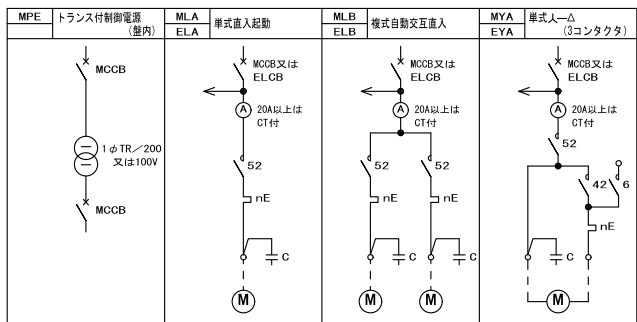 MPE
トランス付制御電源
(盤内)
MCCB
1φTR/200
又は100V
MCCB
MLA
ELA
単式直入起動
MCCB又は
ELCB
A
20A以上は
CT付
52
nE
C
M
MLB
ELB
複式自動交互直入
MCCB又は
ELCB
A
20A以上は
CT付
52
52
nE
nE
C
C
M
M
MYA
EYA
単式人―△
(3コンタクタ)
MCCB又は
ELCB
A
20A以上は
CT付
52
42
6
nE
C
C
M